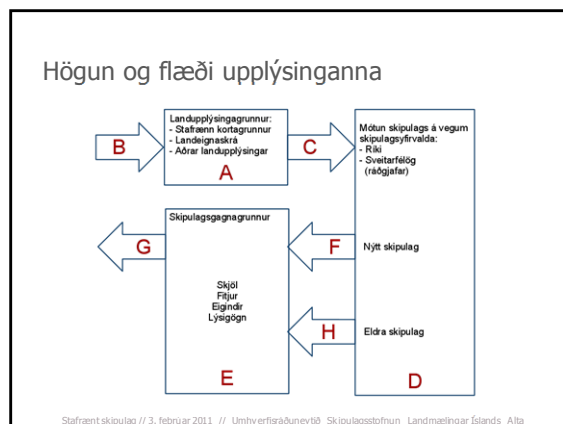 Högun og flæði upplýsinganna
B
Landupplýsingagrunnur:
- Stafrænn kortagrunnur
- Landeignaskrá
- Aðrar landupplýsingar
A
C
Mótun skipulags á vegum
skipulagsyfirvalda:
- Ríki
- Sveitarfélög
(ráðgjafar)
G
Skipulagsgagnagrunnur
Skjöl
Fitjur
Eigindir
Lýsigögn
E
F
Nýtt skipulag
H
Eldra skipulag
D
Stafrænt skipulag // 3. febrúar 2011 // Umhverfisráðuneytið Skipulagsstofnun Landmælingar Íslands Alta